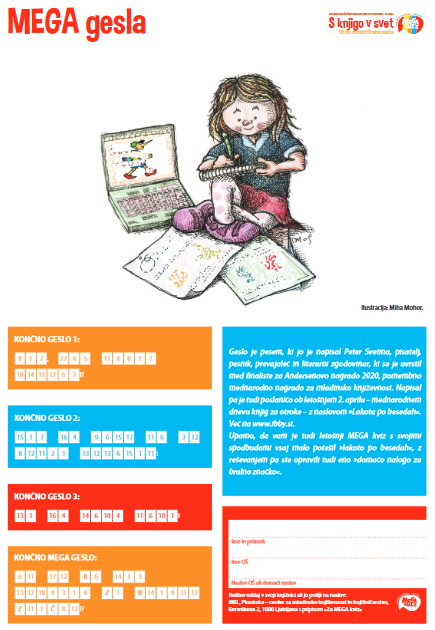 MEGA gesla
S knjigo v svet
Ilustracija: Miha Mohor.
KONČNO GESLO 1:
8 1 7 , 12 4 5 11 4 8 1 7
16 14 15 17 6 7 !?
KONČNO GESLO 2:
15 1 7 16 4 9 6 15 17 11 6 3 12
8 12 11 2 1 13 12 13 6 15 1 11 !
KONČNO GESLO 3:
13 1 16 4 14 6 10 4 11 6 10 1 !
KONČNO MEGA GESLO:
6 11 17 12 8 6 14 1 3
13 12 18 4 3 1 9 Z 1 8 14 1 9 11 12
Z 11 1 Č 8 12 !?
Geslo je pesem, ki jo je napisal Peter Svetina, pisatelj,
pesnik, prevajalec in literarni zgodovinar, ki se je uvrstil
med finaliste za Andersenovo nagrado 2020, pomembno
mednarodno nagrado za mladinsko književnost. Napisal
pa je tudi poslanico ob letošnjem 2. aprilu – mednarodnem
dnevu knjig za otroke – z naslovom »Lakota po besedah«.
Več na www.ibby.si.
Upamo, da vam je tudi letošnji MEGA kviz s svojimi
spodbudami vsaj malo potešil »lakoto po besedah«, z
reševanjem pa ste opravili tudi eno »domačo nalogo za
bralno značko«.
Ime in priimek
Ime OŠ
Naslov OŠ ali domači naslov
Rešitev oddaj v svoji knjižnici ali jo pošlji na naslov:
MKL, Pionirska – center za mladinsko književnost in knjižničarstvo,
Kersnikova 2, 1000 Ljubljana s pripisom »Za MEGA kviz«
MEGA kviz